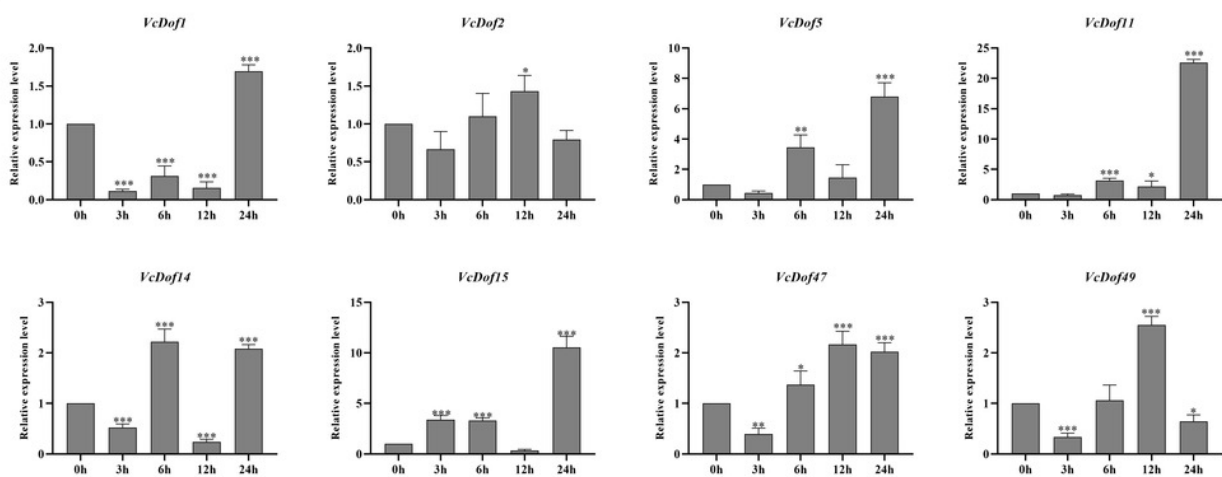 VcDof1
VcDof2
VcDof5
VcDof11
Relative expression level
2.0
1.5
1.0
0.5
0.0
***
***
***
***
0h 3h 6h 12h 24h
Relative expression level
2.0
1.5
1.0
0.5
0.0
*
0h 3h 6h 12h 24h
Relative expression level
10
8
6
4
2
0
**
***
0h 3h 6h 12h 24h
Relative expression level
25
20
15
10
5
0
***
*
***
0h 3h 6h 12h 24h
VcDof14
VcDof15
VcDof47
VcDof49
Relative expression level
3
2
1
0
***
***
***
***
0h 3h 6h 12h 24h
Relative expression level
15
10
5
0
***
***
***
0h 3h 6h 12h 24h
Relative expression level
3
2
1
0
**
*
***
***
0h 3h 6h 12h 24h
Relative expression level
3
2
1
0
***
***
*
0h 3h 6h 12h 24h